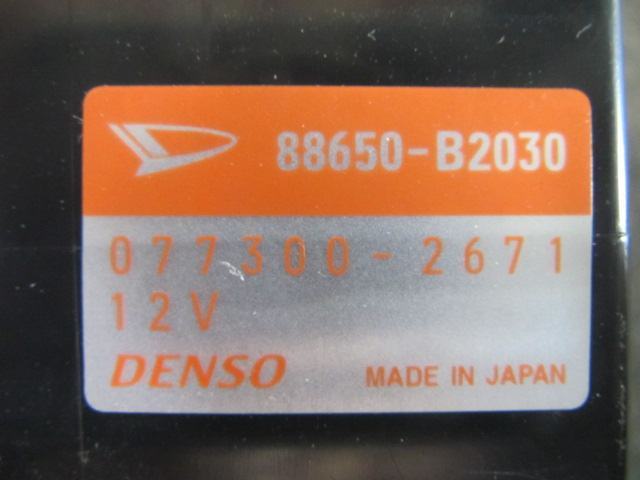 88650-B2030
077300-2671
12V
DENSO MADE IN JAPAN